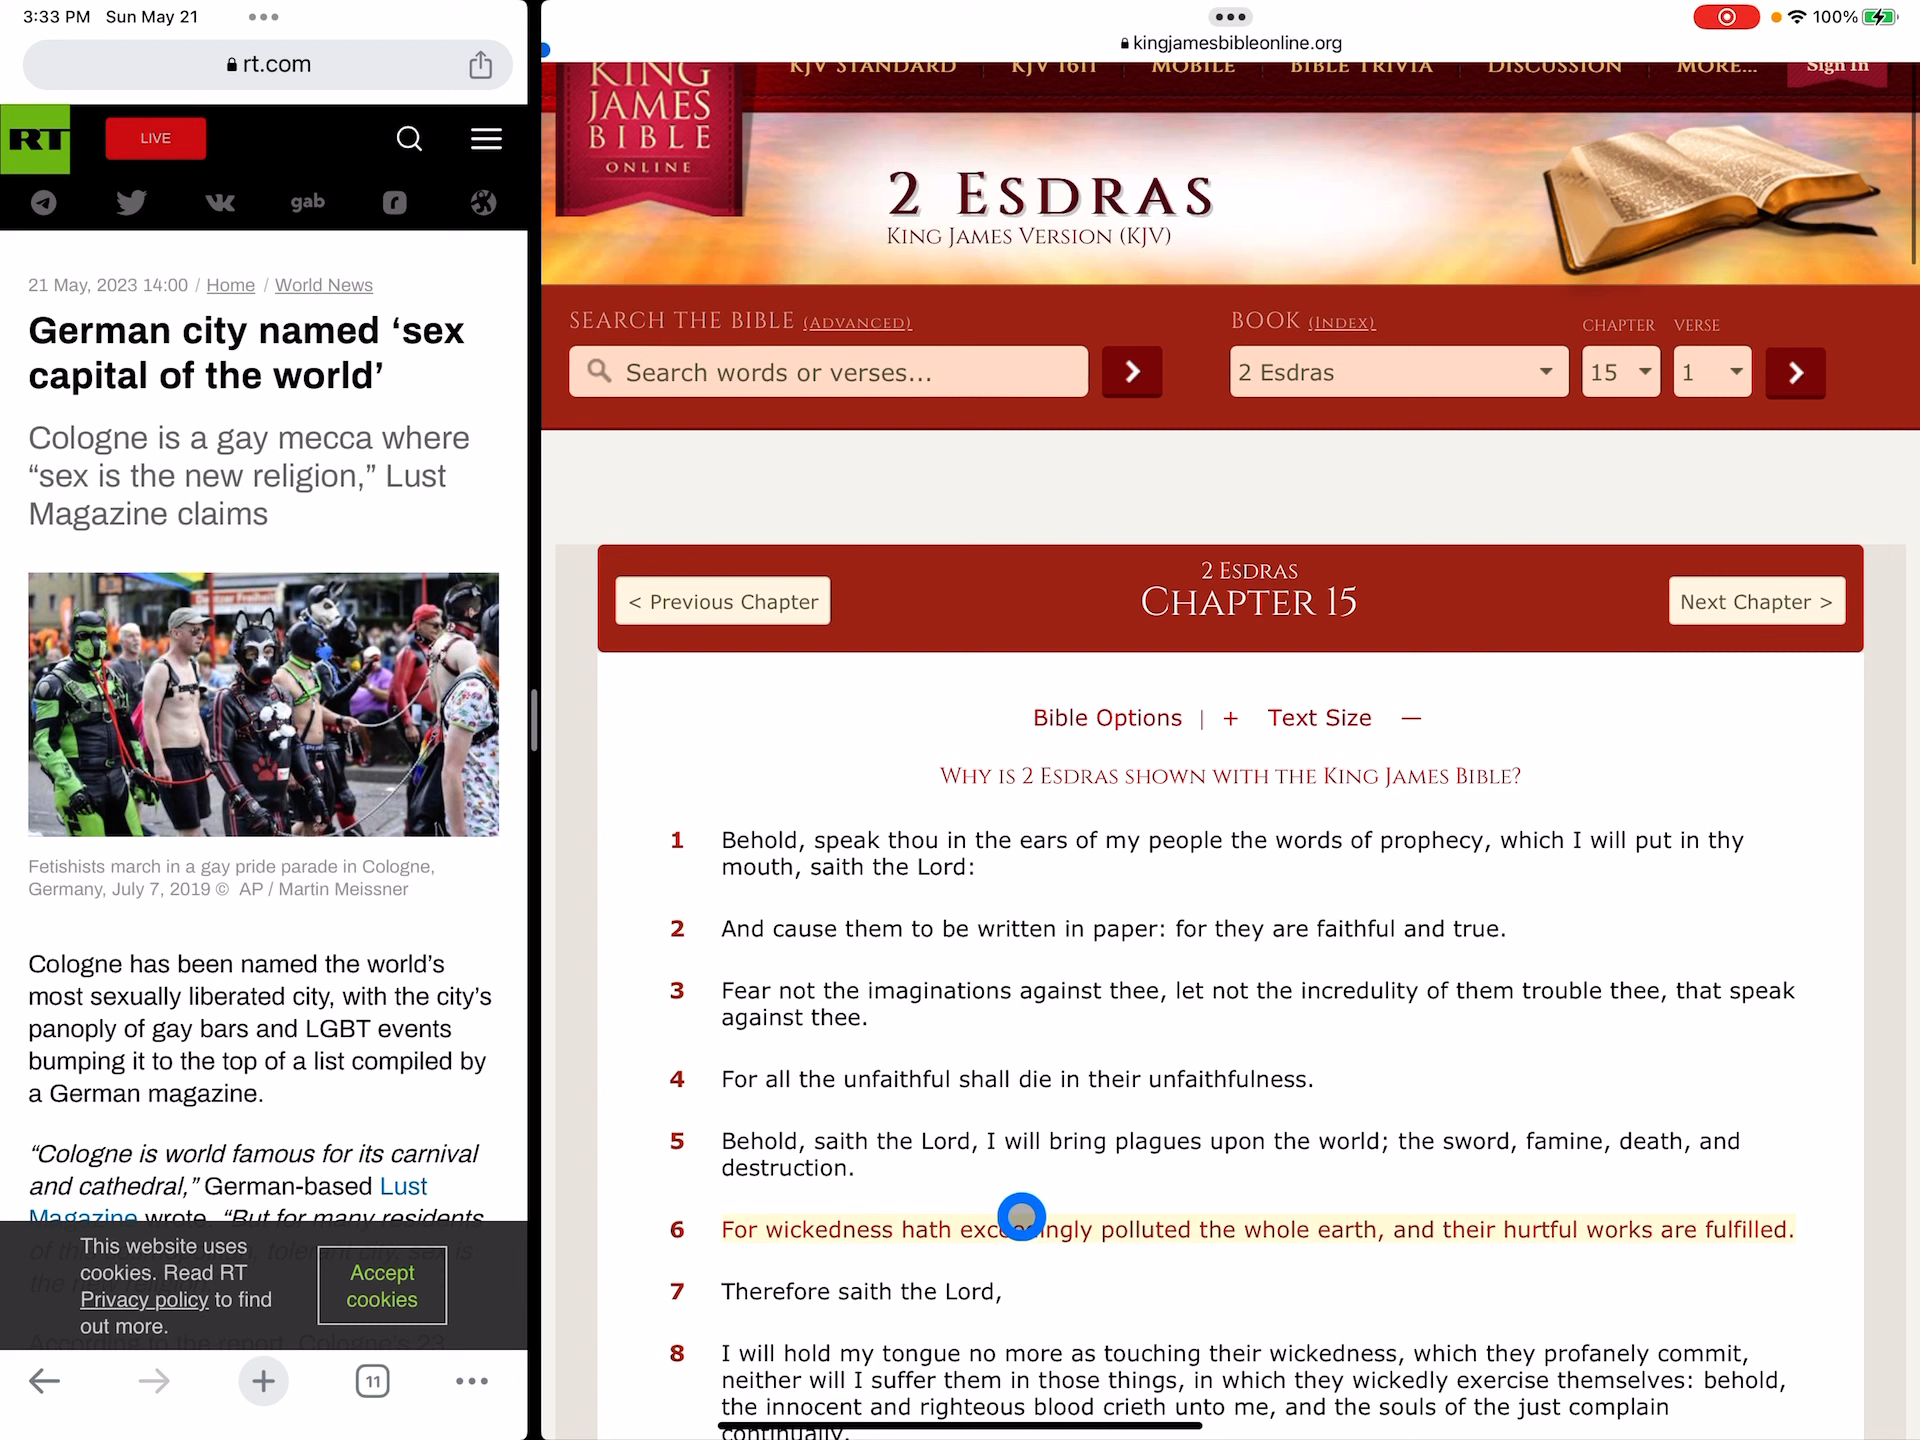 3:33 PM Sun May 21
rt.com
RT
LIVE
gab
21 May, 2023 14:00 / Home / World News
German city named ‘sex
capital of the world’
Cologne is a gay mecca where
“sex is the new religion,” Lust
Magazine claims
Fetishists march in a gay pride parade in Cologne,
Germany, July 7, 2019 © AP / Martin Meissner
Cologne has been named the world’s
most sexually liberated city, with the city’s
panoply of gay bars and LGBT events
bumping it to the top of a list compiled by
a German magazine.
“Cologne is world famous for its carnival
and cathedral,” German-based Lust
Magazine wrote. “But for many residents
This website uses
cookies. Read RT
Privacy policy to find
out more.
Accept
cookies
11
100%
kingjamesbibleonline.org
KING
JAMES
BIBLE
ONLINE
KJV STANDARD
KJV 1611
MOBILE
BIBLE TRIVIA
DISCUSSION
MORE...
Sign In
2 ESDRAS
KING JAMES VERSION (KJV)
SEARCH THE BIBLE (ADVANCED)
Search words or verses...
BOOK (INDEX)
CHAPTER
VERSE
2 Esdras
15
1
< Previous Chapter
2 ESDRAS
CHAPTER 15
Next Chapter >
Bible Options | + Text Size —
WHY IS 2 ESDRAS SHOWN WITH THE KING JAMES BIBLE?
1 Behold, speak thou in the ears of my people the words of prophecy, which I will put in thy
mouth, saith the Lord:
2 And cause them to be written in paper: for they are faithful and true.
3 Fear not the imaginations against thee, let not the incredulity of them trouble thee, that speak
against thee.
4 For all the unfaithful shall die in their unfaithfulness.
5 Behold, saith the Lord, I will bring plagues upon the world; the sword, famine, death, and
destruction.
6 For wickedness hath exceedingly polluted the whole earth, and their hurtful works are fulfilled.
7 Therefore saith the Lord,
8 I will hold my tongue no more as touching their wickedness, which they profanely commit,
neither will I suffer them in those things, in which they wickedly exercise themselves: behold,
the innocent and righteous blood crieth unto me, and the souls of the just complain
continually.